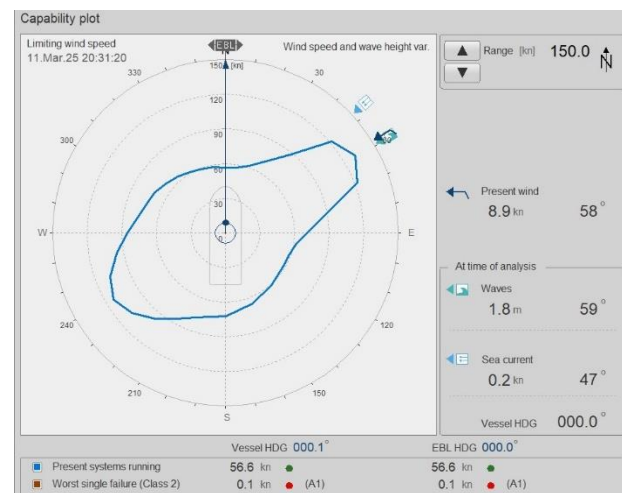 Capability plot
Limiting wind speed
11.Mar.25 20:31:20
EBL
Wind speed and wave height var.
150 [kn]
330
30
120
300
90
60
30
0
W
E
240
120
210
150
S
Range [kn] 150.0 N
Present wind
8.9 kn 58°
At time of analysis
Waves
1.8 m 59°
Sea current
0.2 kn 47°
Vessel HDG 000.0°
Vessel HDG 000.1° EBL HDG 000.0°
Present systems running 56.6 kn 56.6 kn
Worst single failure (Class 2) 0.1 kn (A1) 0.1 kn (A1)